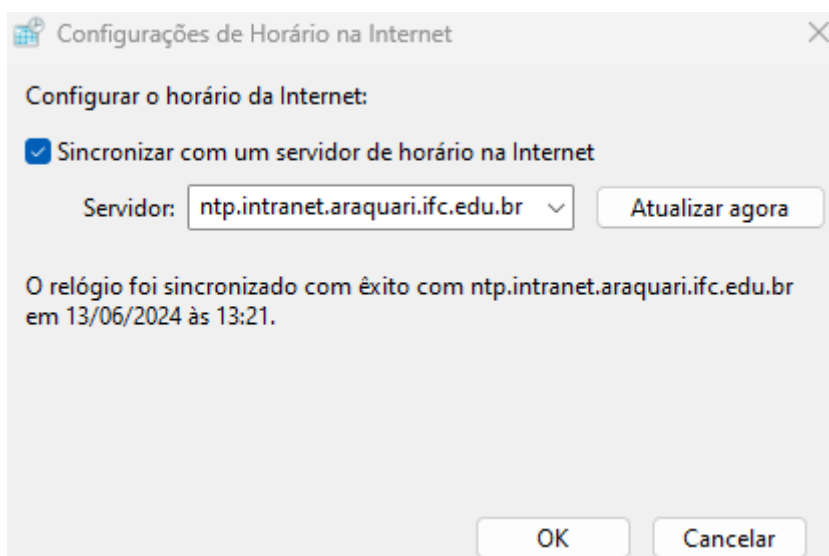 Configurações de Horário na Internet
Configurar o horário da Internet:
Sincronizar com um servidor de horário na Internet
Servidor: ntp.intranet.araquari.ifc.edu.br Atualizar agora
O relógio foi sincronizado com êxito com ntp.intranet.araquari.ifc.edu.br
em 13/06/2024 às 13:21.
OK Cancelar